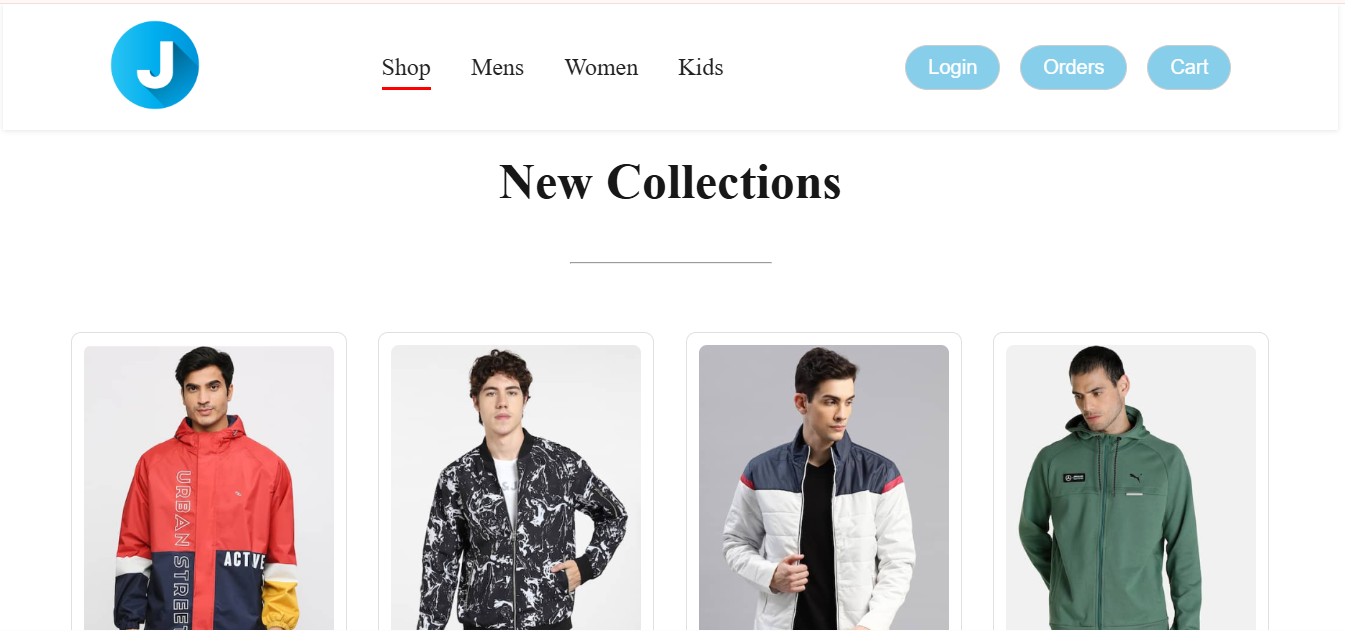 J
Shop Mens Women Kids Login Orders Cart
New Collections
URBAN STREET
ACTVE